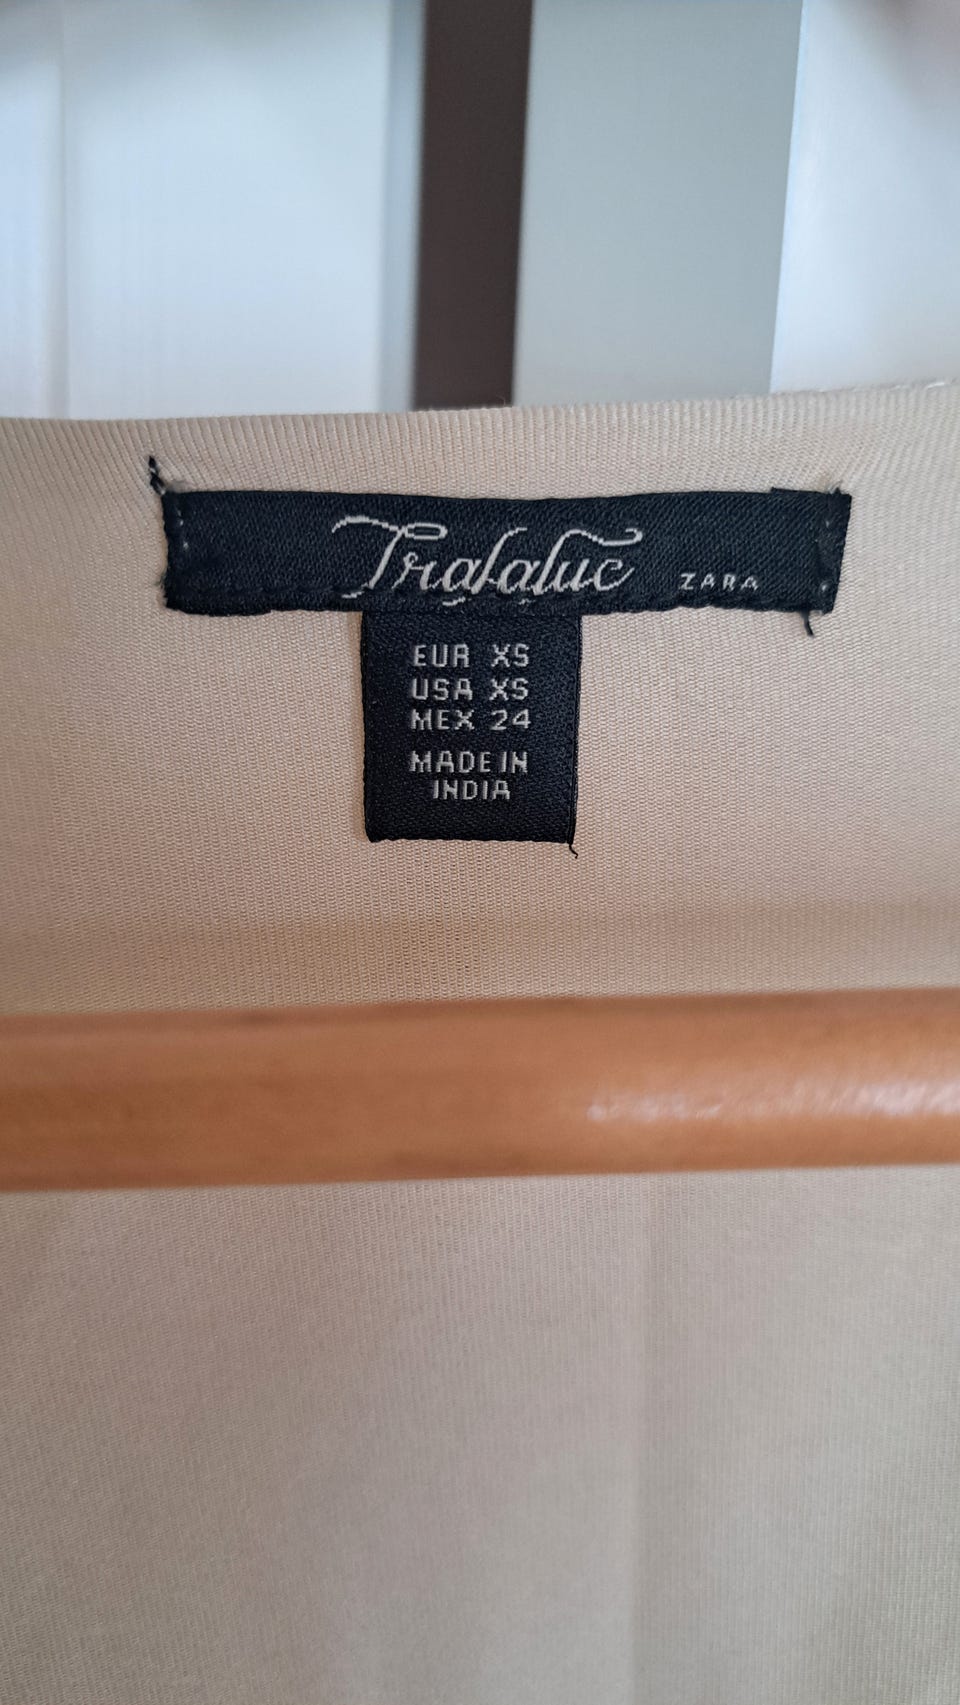 Trafaluc ZARA
EUR XS
USA XS
MEX 24
MADE IN
INDIA